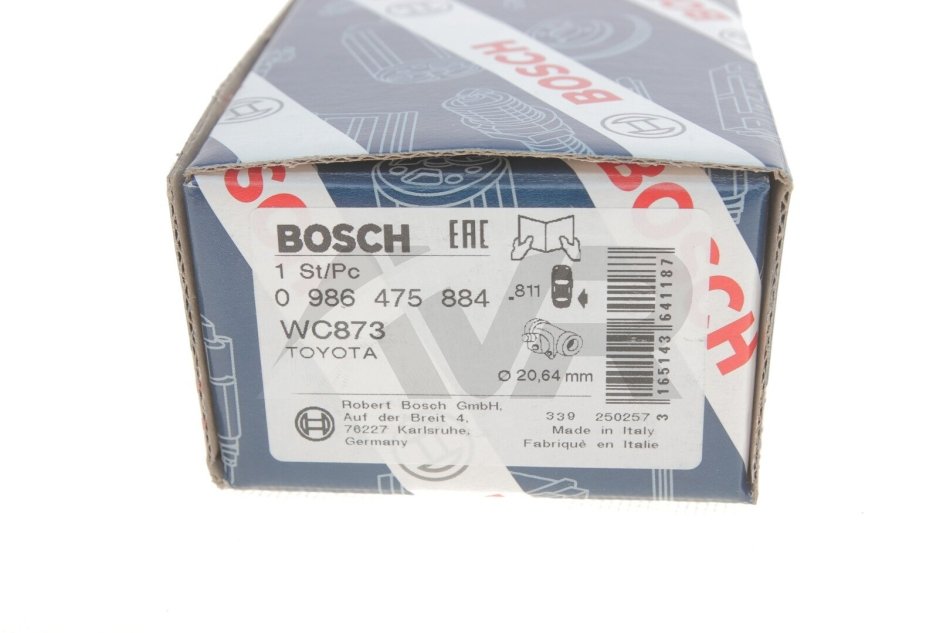 BOSCH
BOSCH
BOSCH
BOSCH EAC
1 St/Pc
0 986 475 884
-811
WC873
TOYOTA
Ø 20,64 mm
3 165143 641187
Robert Bosch GmbH,
Auf der Breit 4,
76227 Karlsruhe,
Germany
339 250257
Made in Italy
Fabriqué en Italie
VR